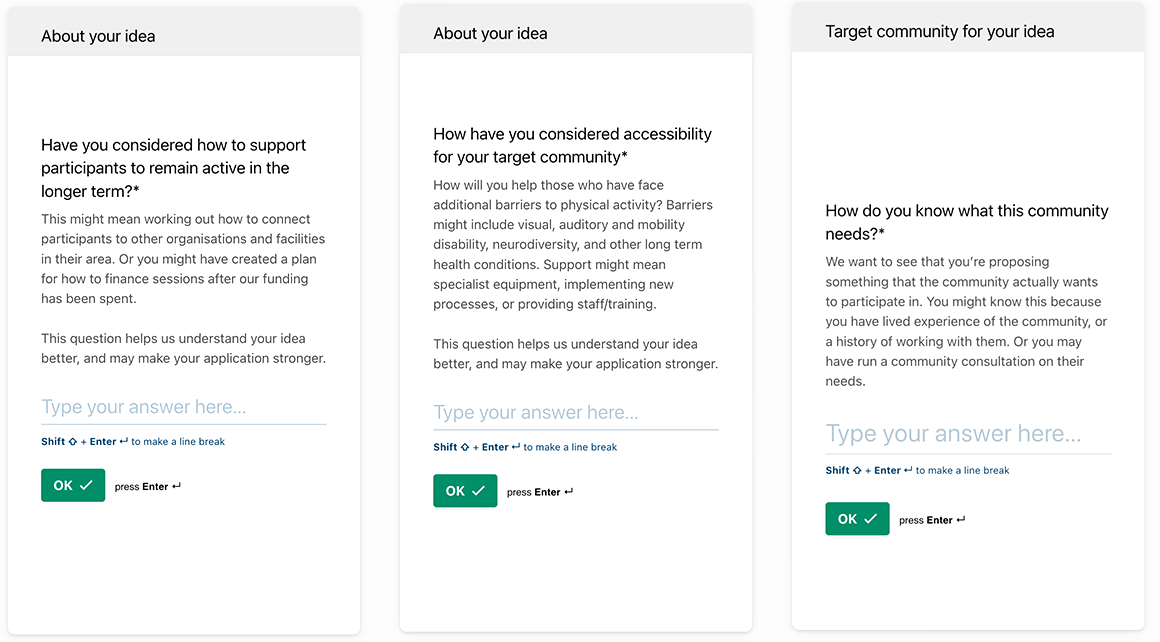 About your idea
Have you considered how to support
participants to remain active in the
longer term?*
This might mean working out how to connect
participants to other organisations and facilities
in their area. Or you might have created a plan
for how to finance sessions after our funding
has been spent.
This question helps us understand your idea
better, and may make your application stronger.
Type your answer here...
Shift ⇧ + Enter ↵ to make a line break
OK ✓ press Enter ↵
About your idea
How have you considered accessibility
for your target community*
How will you help those who have face
additional barriers to physical activity? Barriers
might include visual, auditory and mobility
disability, neurodiversity, and other long term
health conditions. Support might mean
specialist equipment, implementing new
processes, or providing staff/training.
This question helps us understand your idea
better, and may make your application stronger.
Type your answer here...
Shift ⇧ + Enter ↵ to make a line break
OK ✓ press Enter ↵
Target community for your idea
How do you know what this community
needs?*
We want to see that you’re proposing
something that the community actually wants
to participate in. You might know this because
you have lived experience of the community, or
a history of working with them. Or you may
have run a community consultation on their
needs.
Type your answer here...
Shift ⇧ + Enter ↵ to make a line break
OK ✓ press Enter ↵